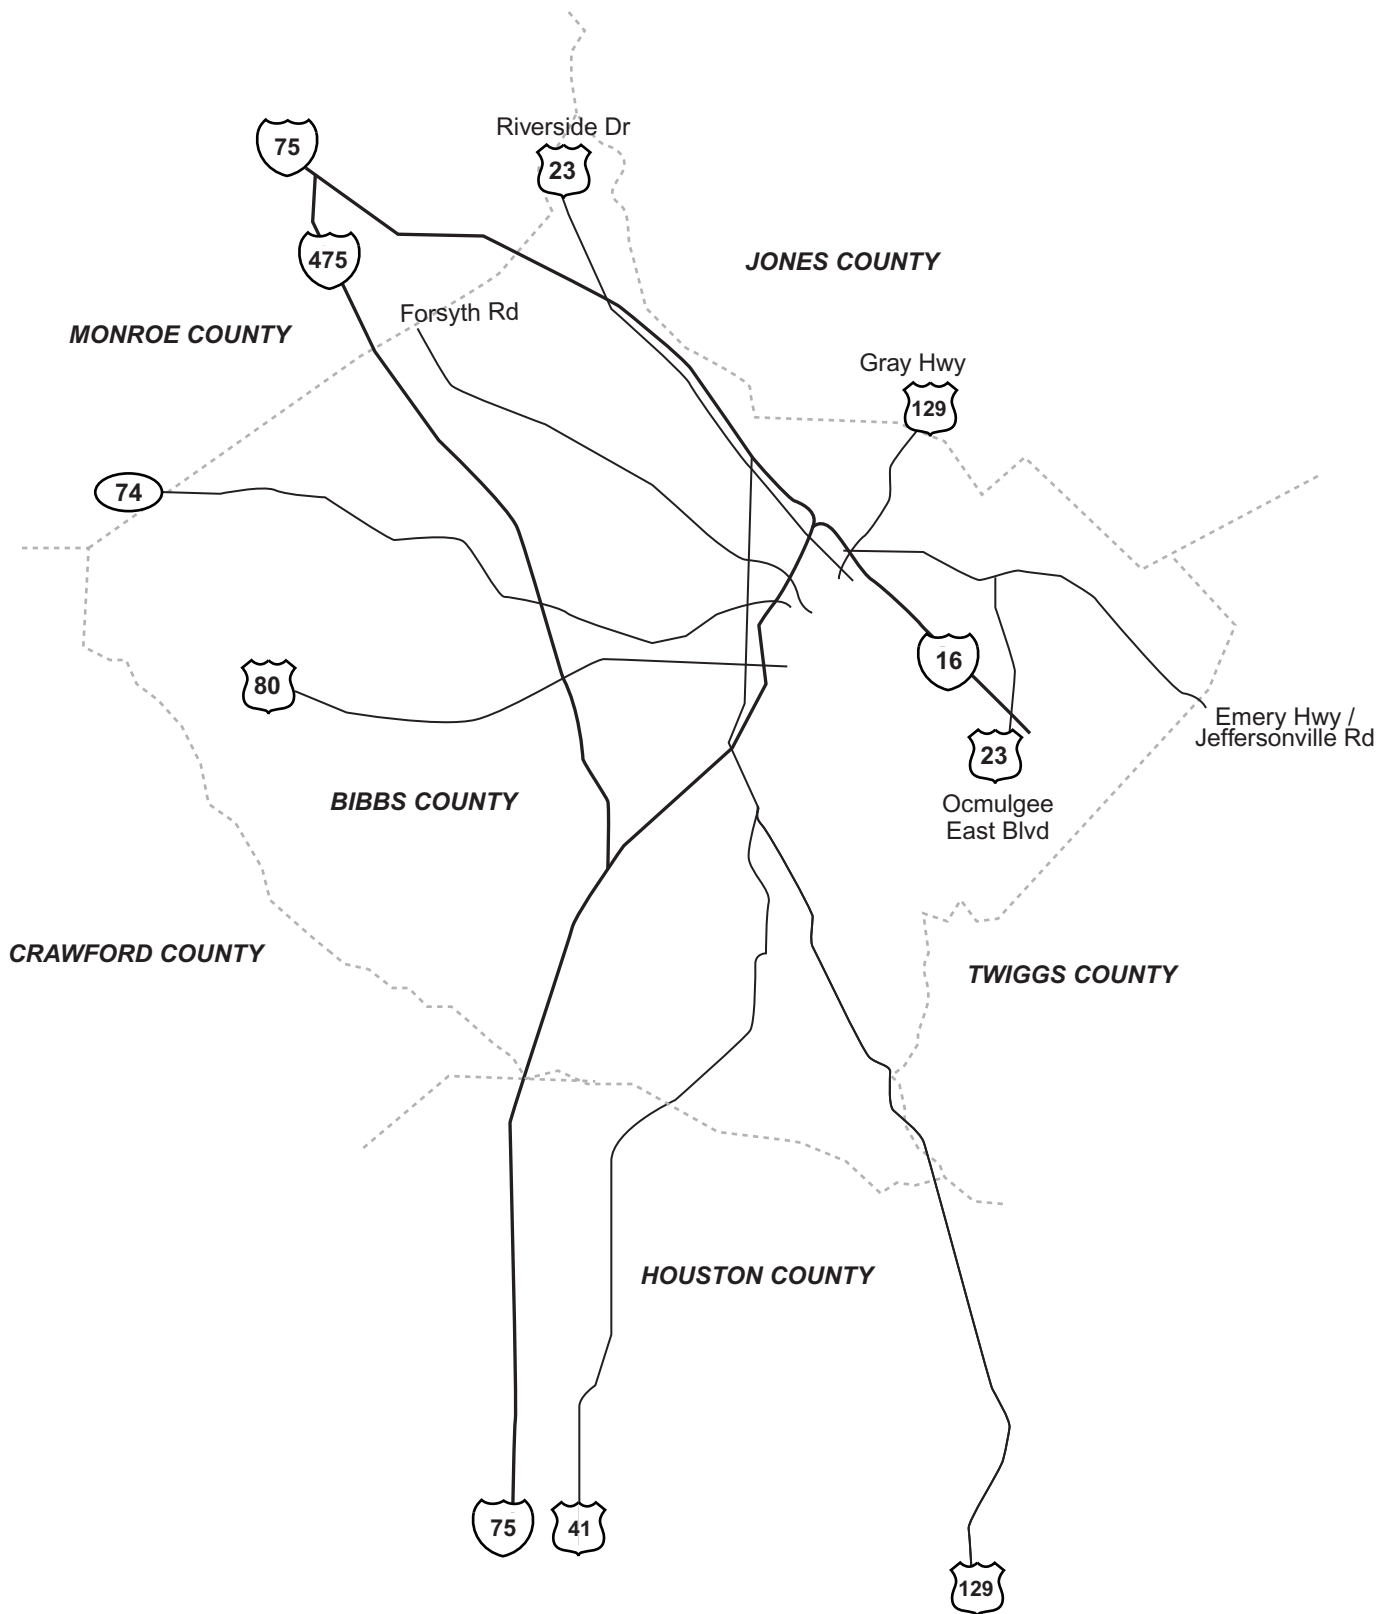 Riverside Dr
75
23
475
JONES COUNTY
Forsyth Rd
MONROE COUNTY
Gray Hwy
129
74
16
80
Emery Hwy /
Jeffersonville Rd
23
BIBBS COUNTY
Ocmulgee
East Blvd
CRAWFORD COUNTY
TWIGGS COUNTY
HOUSTON COUNTY
75
41
129